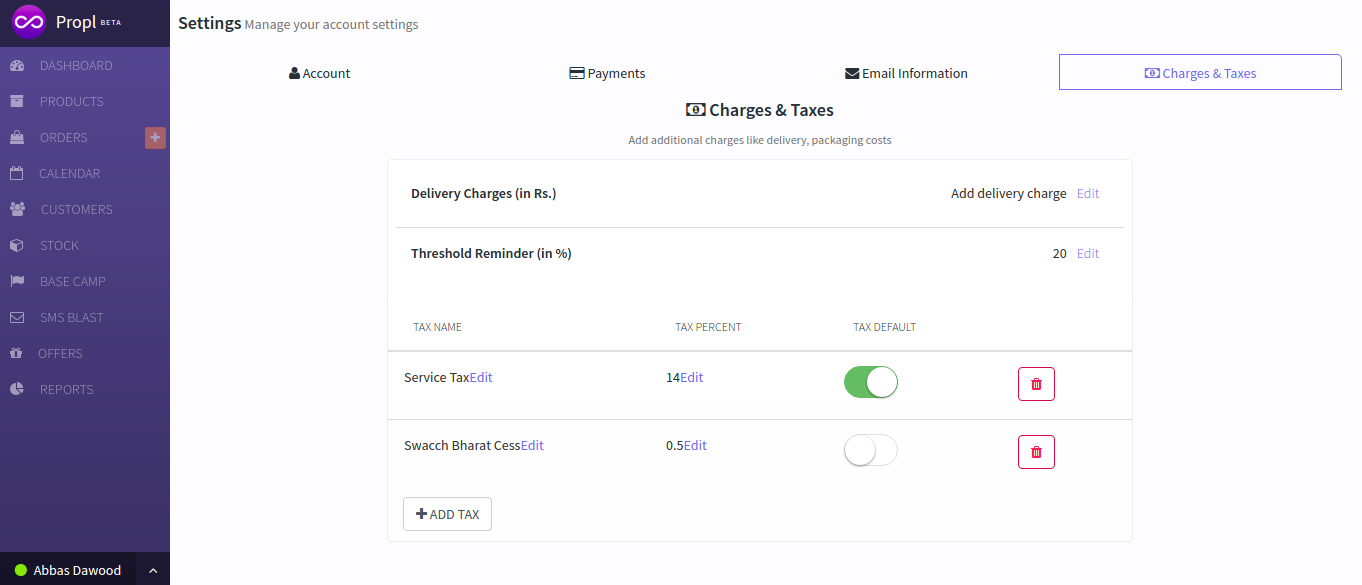 Propl BETA
DASHBOARD
PRODUCTS
ORDERS
CALENDAR
CUSTOMERS
STOCK
BASE CAMP
SMS BLAST
OFFERS
REPORTS
Abbas Dawood
Settings Manage your account settings
Account Payments Email Information Charges & Taxes
Charges & Taxes
Add additional charges like delivery, packaging costs
Delivery Charges (in Rs.) Add delivery charge Edit
Threshold Reminder (in %) 20 Edit
TAX NAME TAX PERCENT TAX DEFAULT
Service TaxEdit 14Edit
Swacch Bharat CessEdit 0.5Edit
ADD TAX